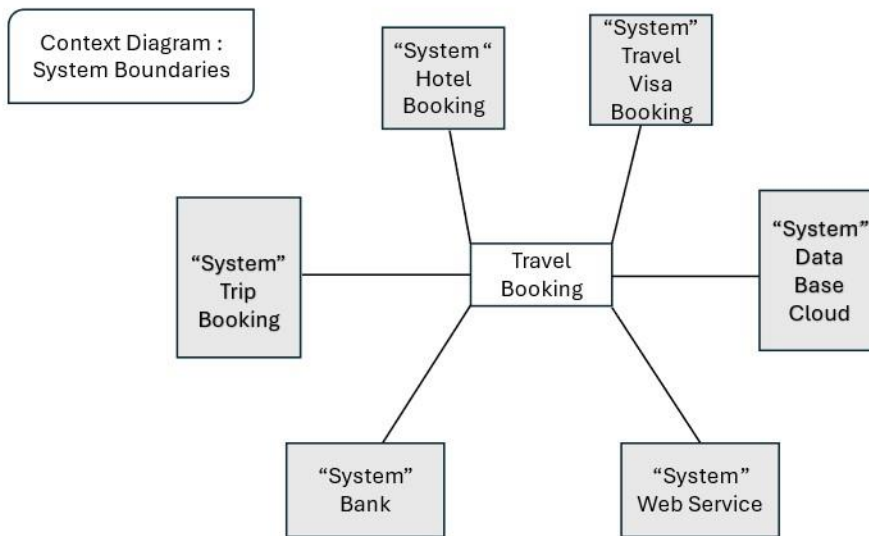 Context Diagram :
System Boundaries
“System “
Hotel
Booking
“System”
Travel
Visa
Booking
“System”
Trip
Booking
Travel
Booking
“System”
Data
Base
Cloud
“System”
Bank
“System”
Web Service